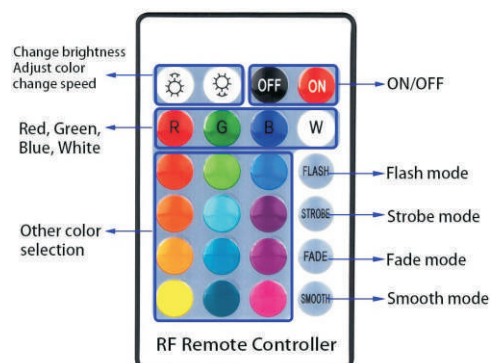 Change brightness
Adjust color
change speed
OFF
ON
ON/OFF
Red, Green,
Blue, White
R
G
B
W
FLASH
Flash mode
STROBE
Strobe mode
Other color
selection
FADE
Fade mode
SMOOTH
Smooth mode
RF Remote Controller